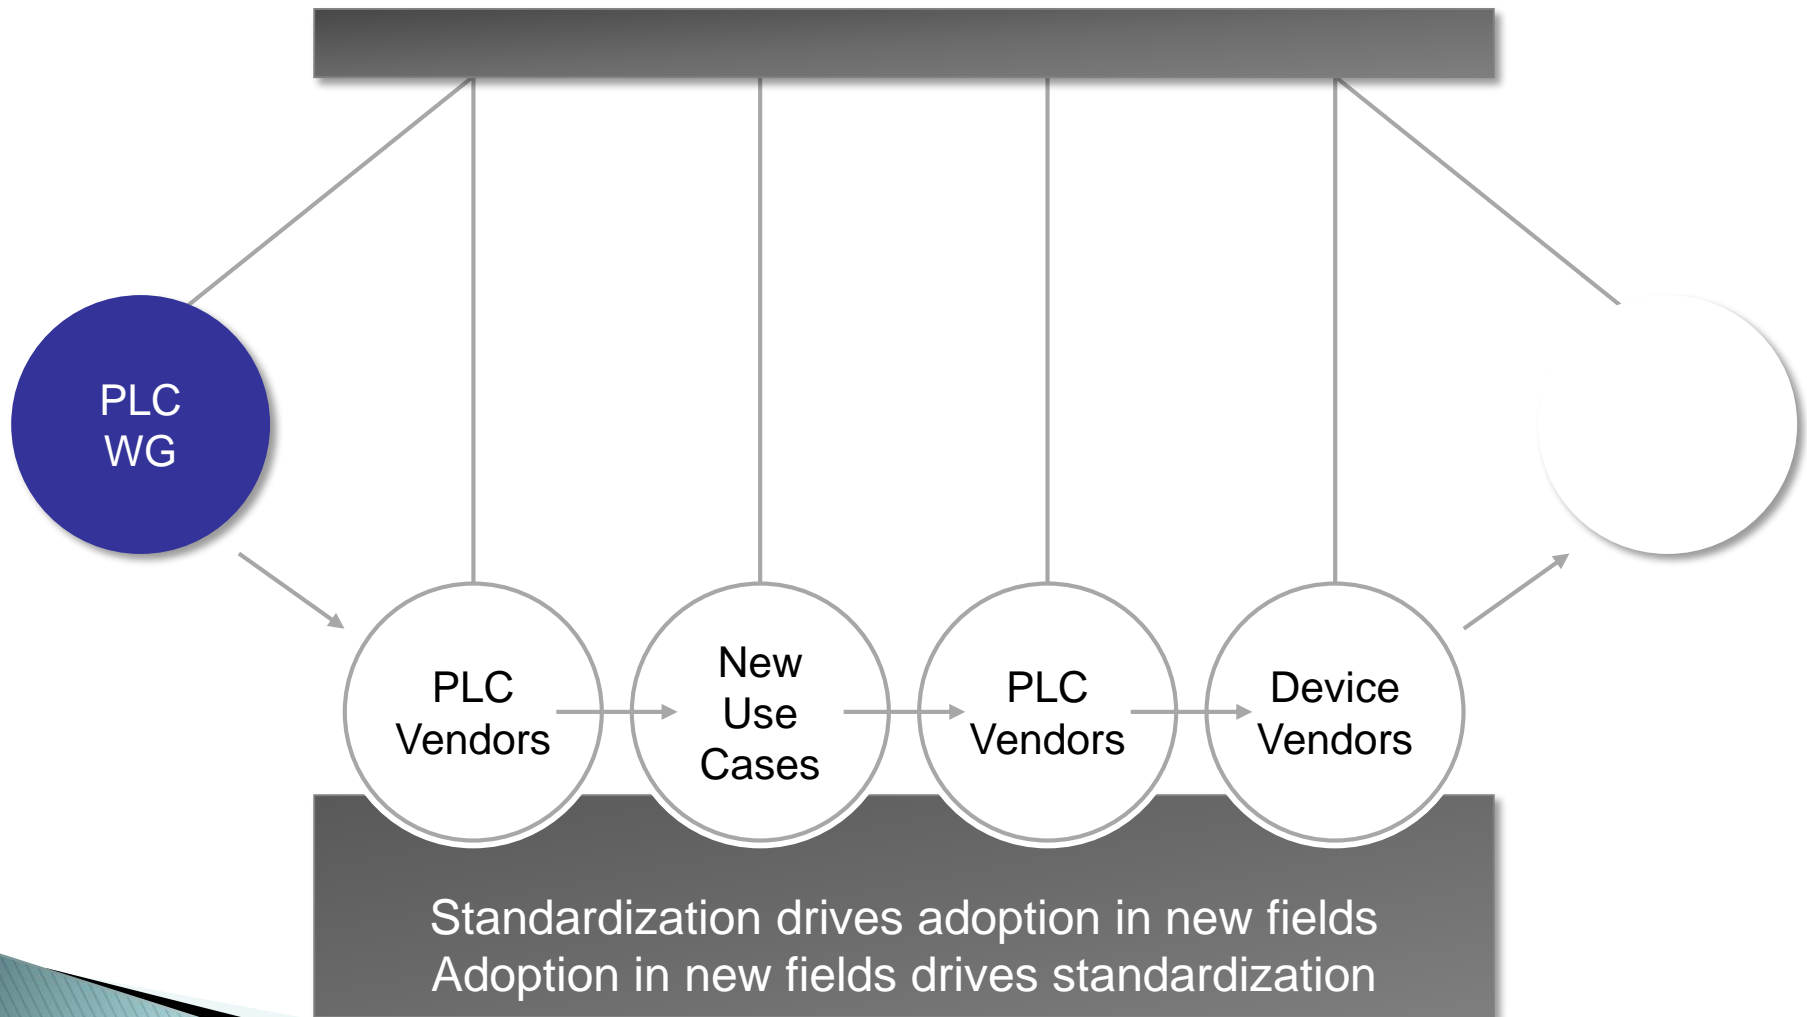 PLC
WG
PLC
Vendors
New
Use
Cases
PLC
Vendors
Device
Vendors
Standardization drives adoption in new fields
Adoption in new fields drives standardization